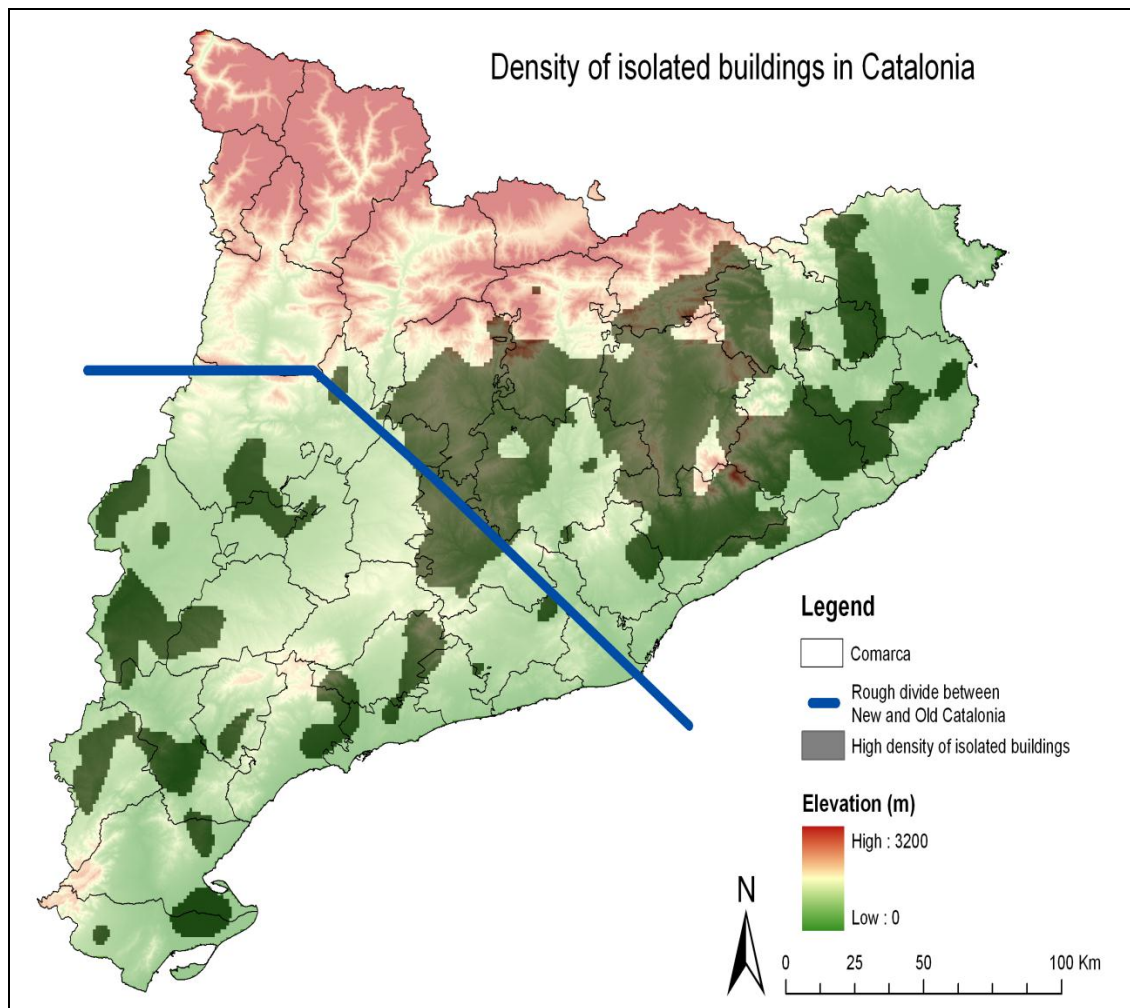 Density of isolated buildings in Catalonia
Legend
Comarca
Rough divide between
New and Old Catalonia
High density of isolated buildings
Elevation (m)
High : 3200
Low : 0
N
0 25 50 100 Km